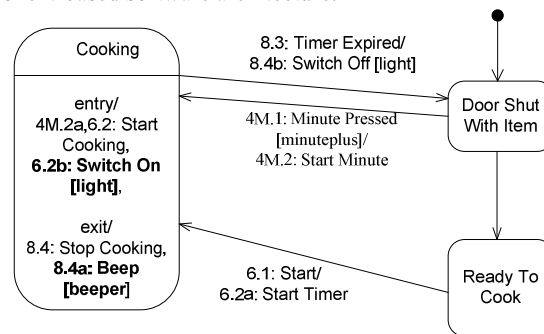 Cooking
entry/
4M.2a,6.2: Start
Cooking,
6.2b: Switch On
[light],
exit/
8.4: Stop Cooking,
8.4a: Beep
[beeper]
8.3: Timer Expired/
8.4b: Switch Off [light]
4M.1: Minute Pressed
[minuteplus]/
4M.2: Start Minute
6.1: Start/
6.2a: Start Timer
Door Shut
With Item
Ready To
Cook